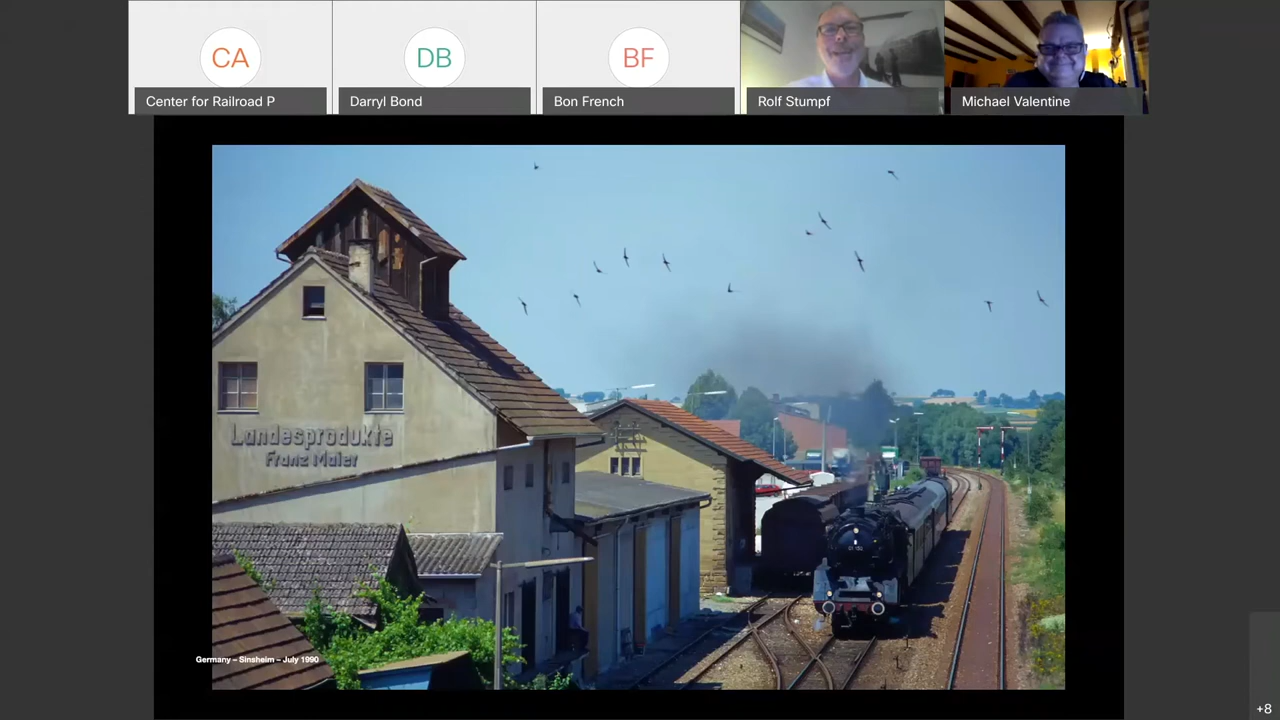 CA
DB
BF
Center for Railroad P
Darryl Bond
Bon French
Rolf Stumpf
Michael Valentine
Landesprodukte
Franz Maier
Germany – Sinsheim – July 1990
+8